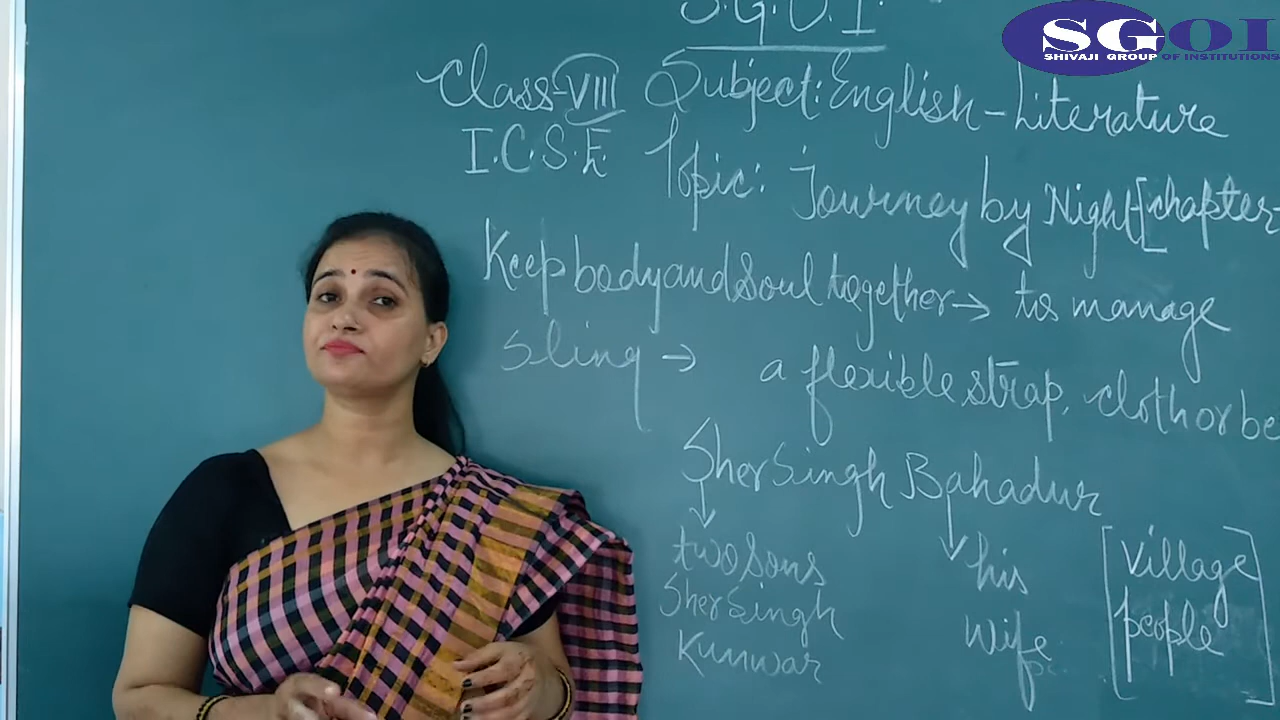 S.G.O.I.
SGOI
SHIVAJI GROUP OF INSTITUTIONS
Class-VIII Subject: English-Literature
I.C.S.E. Topic: Journey by Night [chapter-
Keep body and Soul together → to manage
Sling → a flexible strap, cloth or be
Sher Singh Bahadur
two Sons his [Village
Sher Singh wife people]
Kunwar